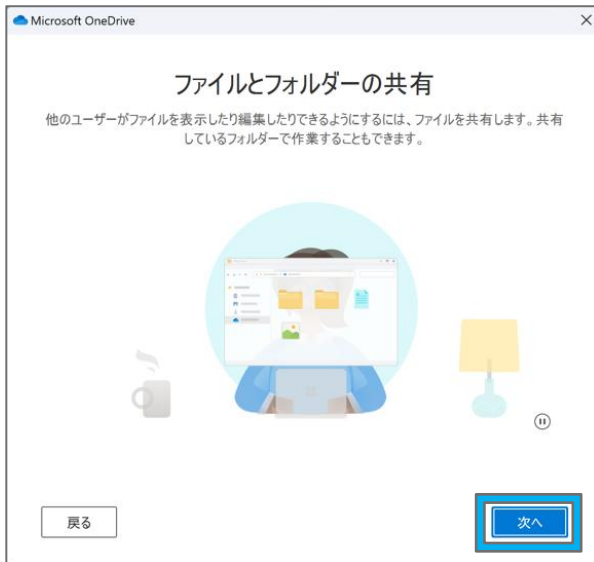 Microsoft OneDrive
ファイルとフォルダーの共有
他のユーザーがファイルを表示したり編集したりできるようにするには、ファイルを共有します。共有
しているフォルダーで作業することもできます。
戻る
次へ